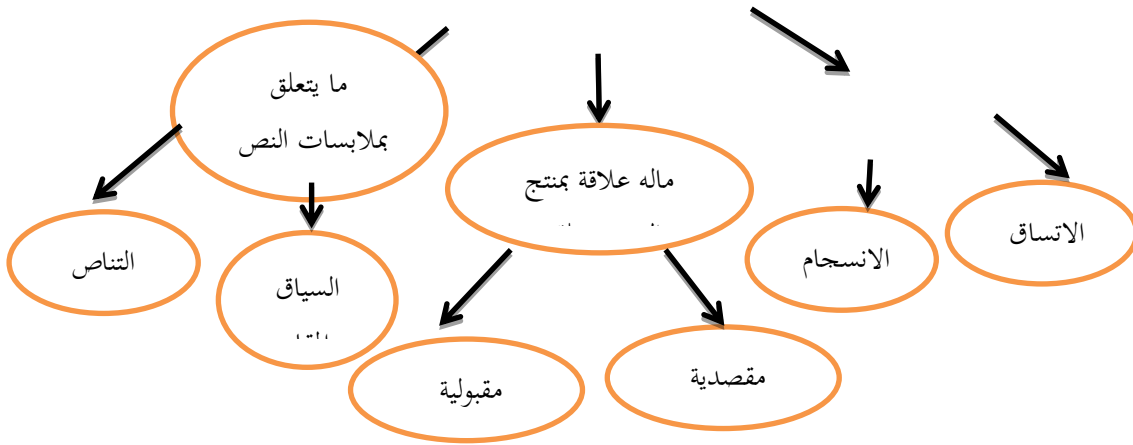 ما يتعلق
بملابسات النص
ماله علاقة بمنتج
الاتساق
الانسجام
التناص
السياق
مقصدية
مقبولية